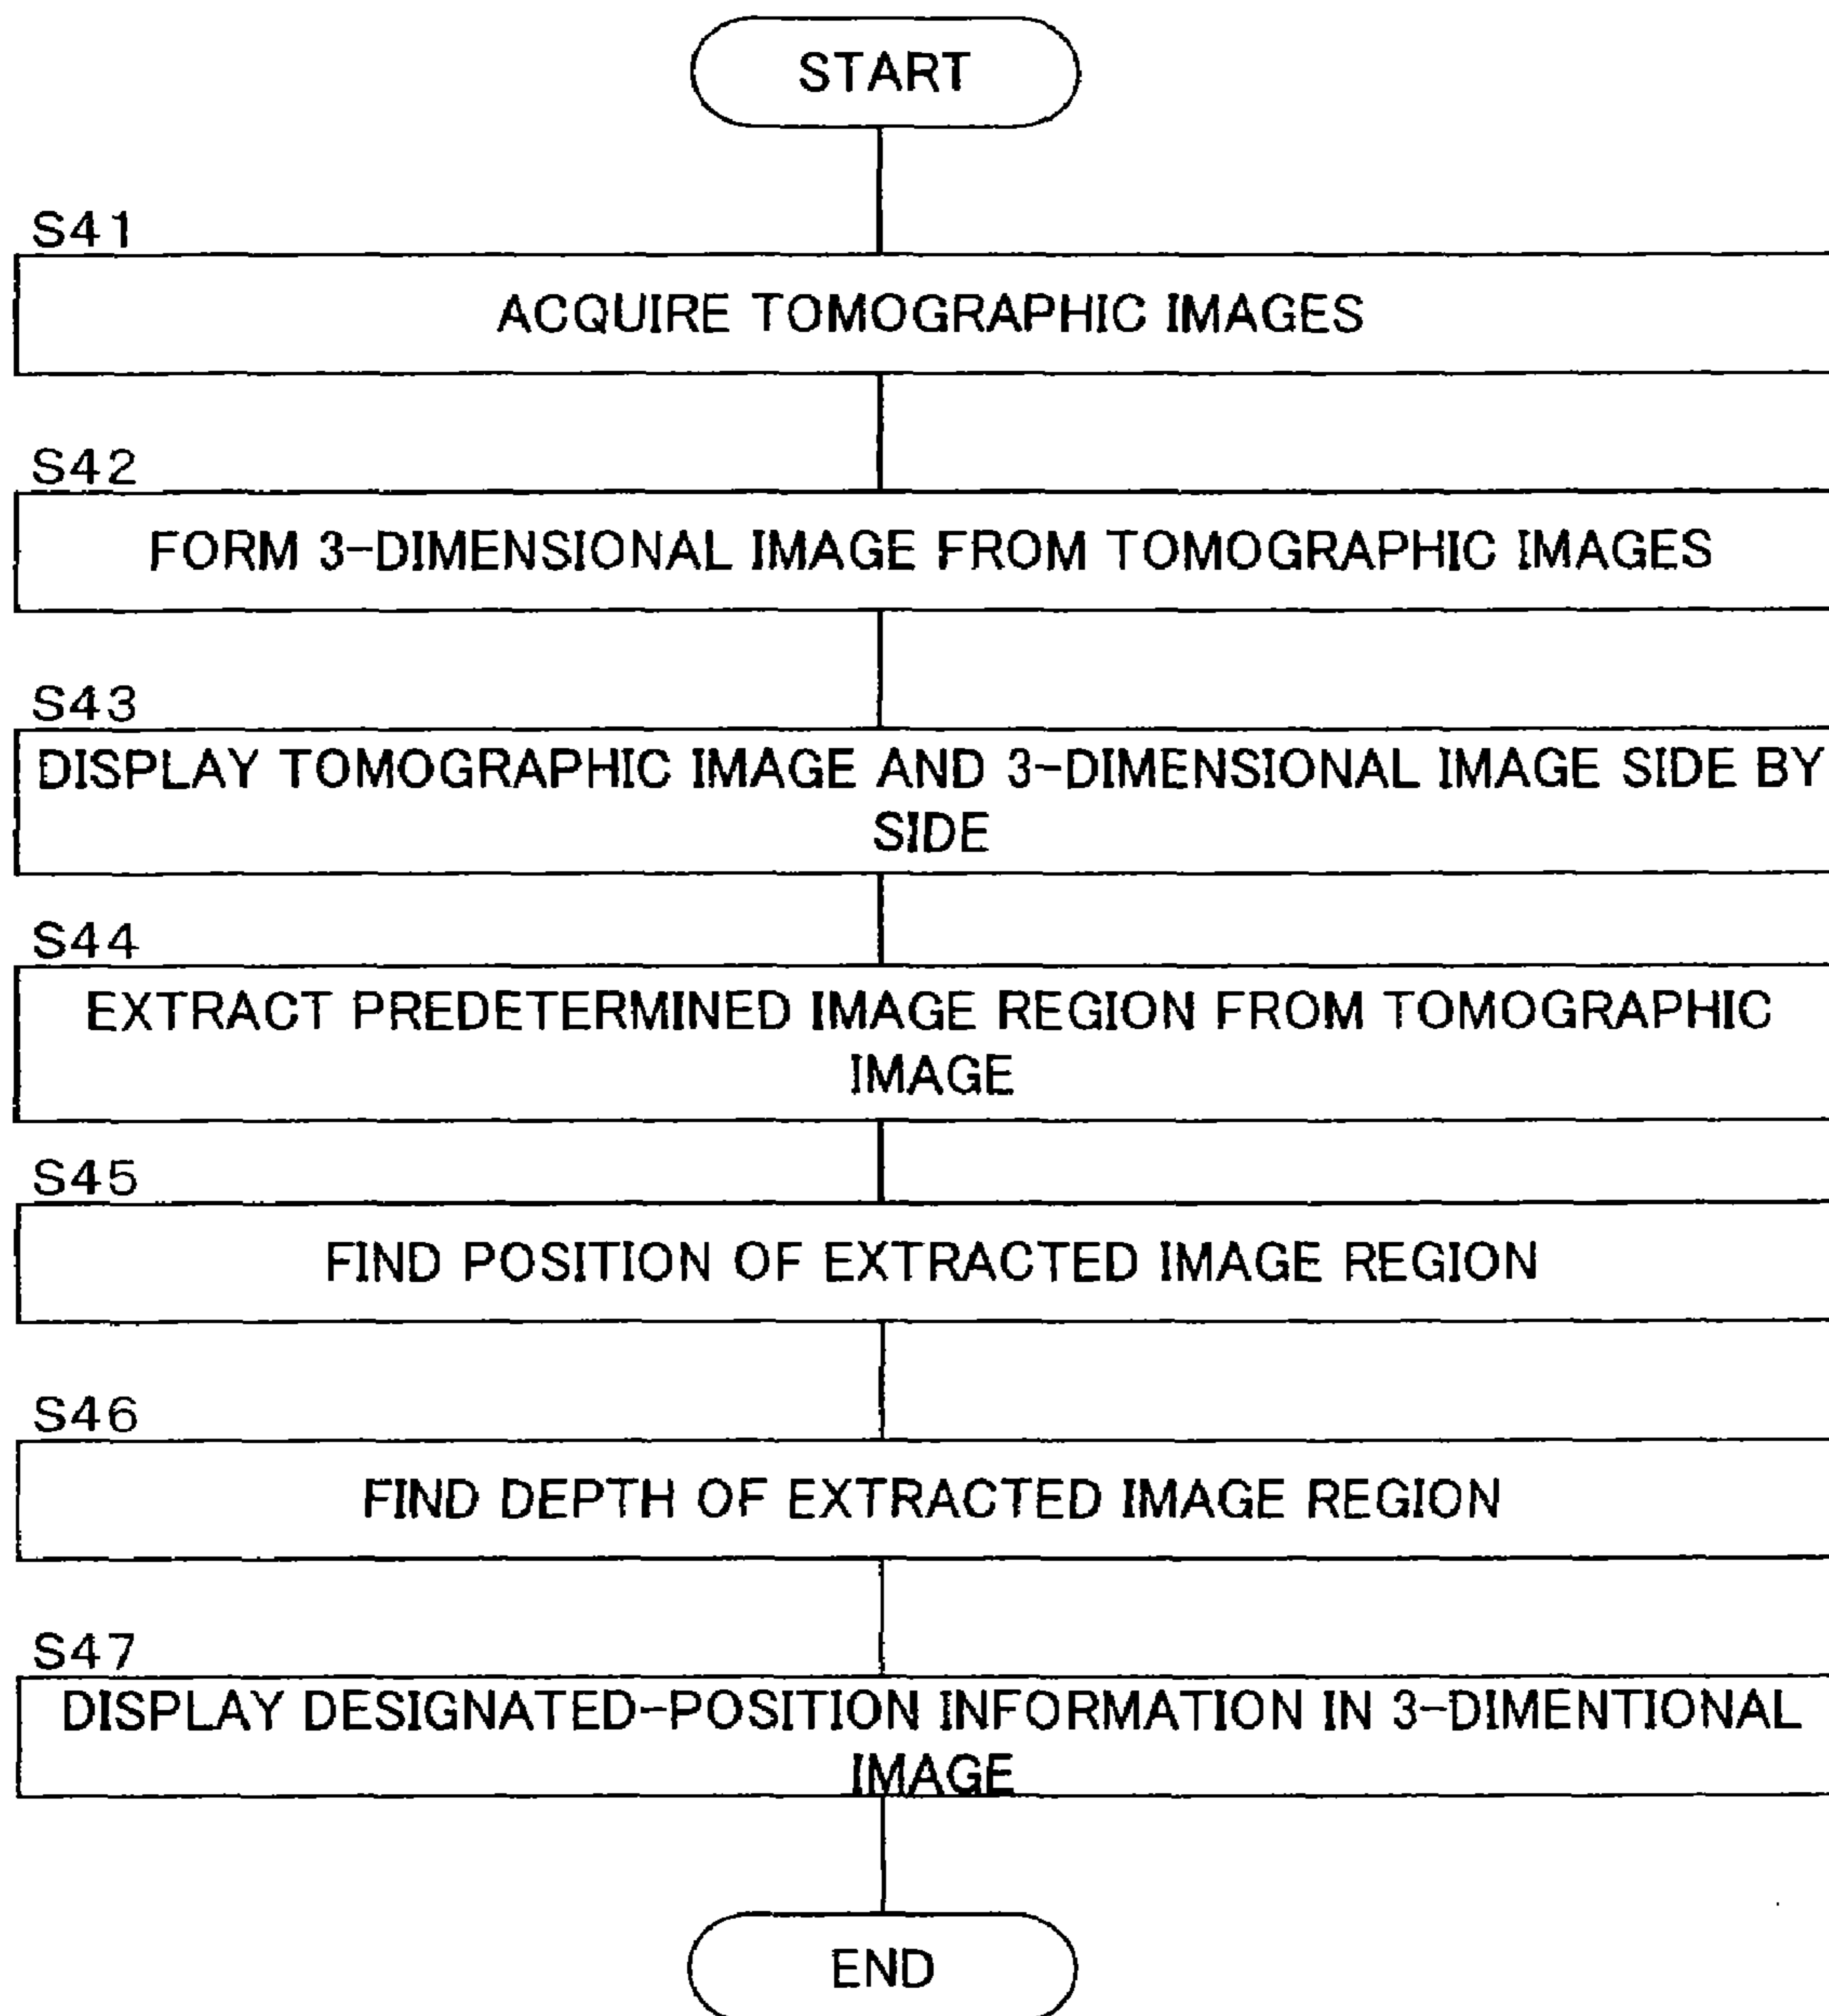 START
S41
ACQUIRE TOMOGRAPHIC IMAGES
S42
FORM 3-DIMENSIONAL IMAGE FROM TOMOGRAPHIC IMAGES
S43
DISPLAY TOMOGRAPHIC IMAGE AND 3-DIMENSIONAL IMAGE SIDE BY
SIDE
S44
EXTRACT PREDETERMINED IMAGE REGION FROM TOMOGRAPHIC
IMAGE
S45
FIND POSITION OF EXTRACTED IMAGE REGION
S46
FIND DEPTH OF EXTRACTED IMAGE REGION
S47
DISPLAY DESIGNATED-POSITION INFORMATION IN 3-DIMENTIONAL
IMAGE
END